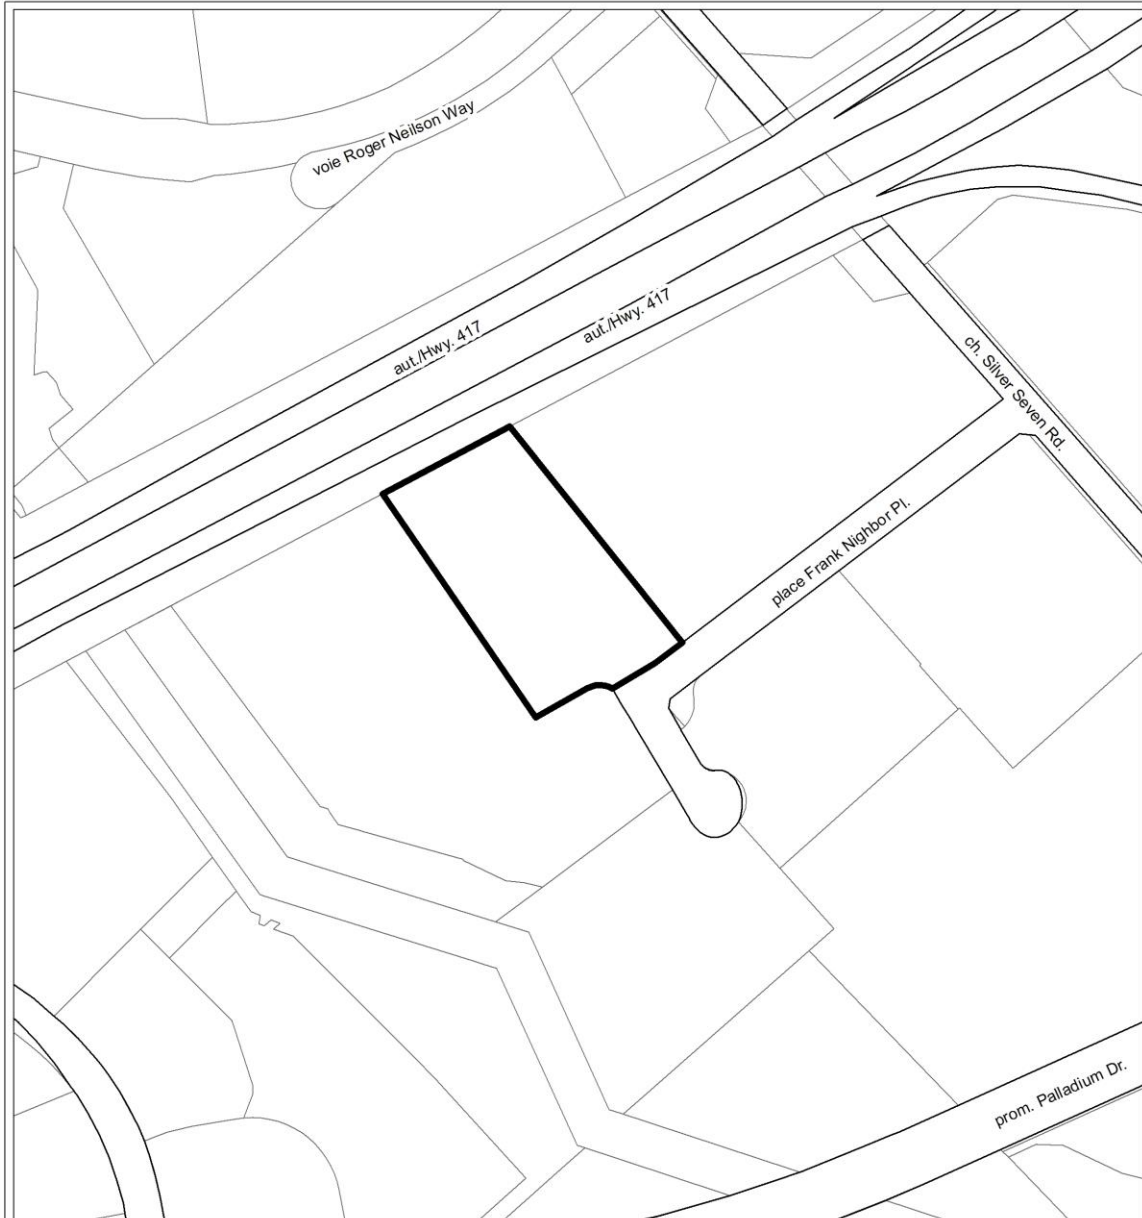 voie Roger Neilson Way
aut./Hwy. 417
aut./Hwy. 417
ch. Silver Seven Rd.
place Frank Nighbor Pl.
prom. Palladium Dr.